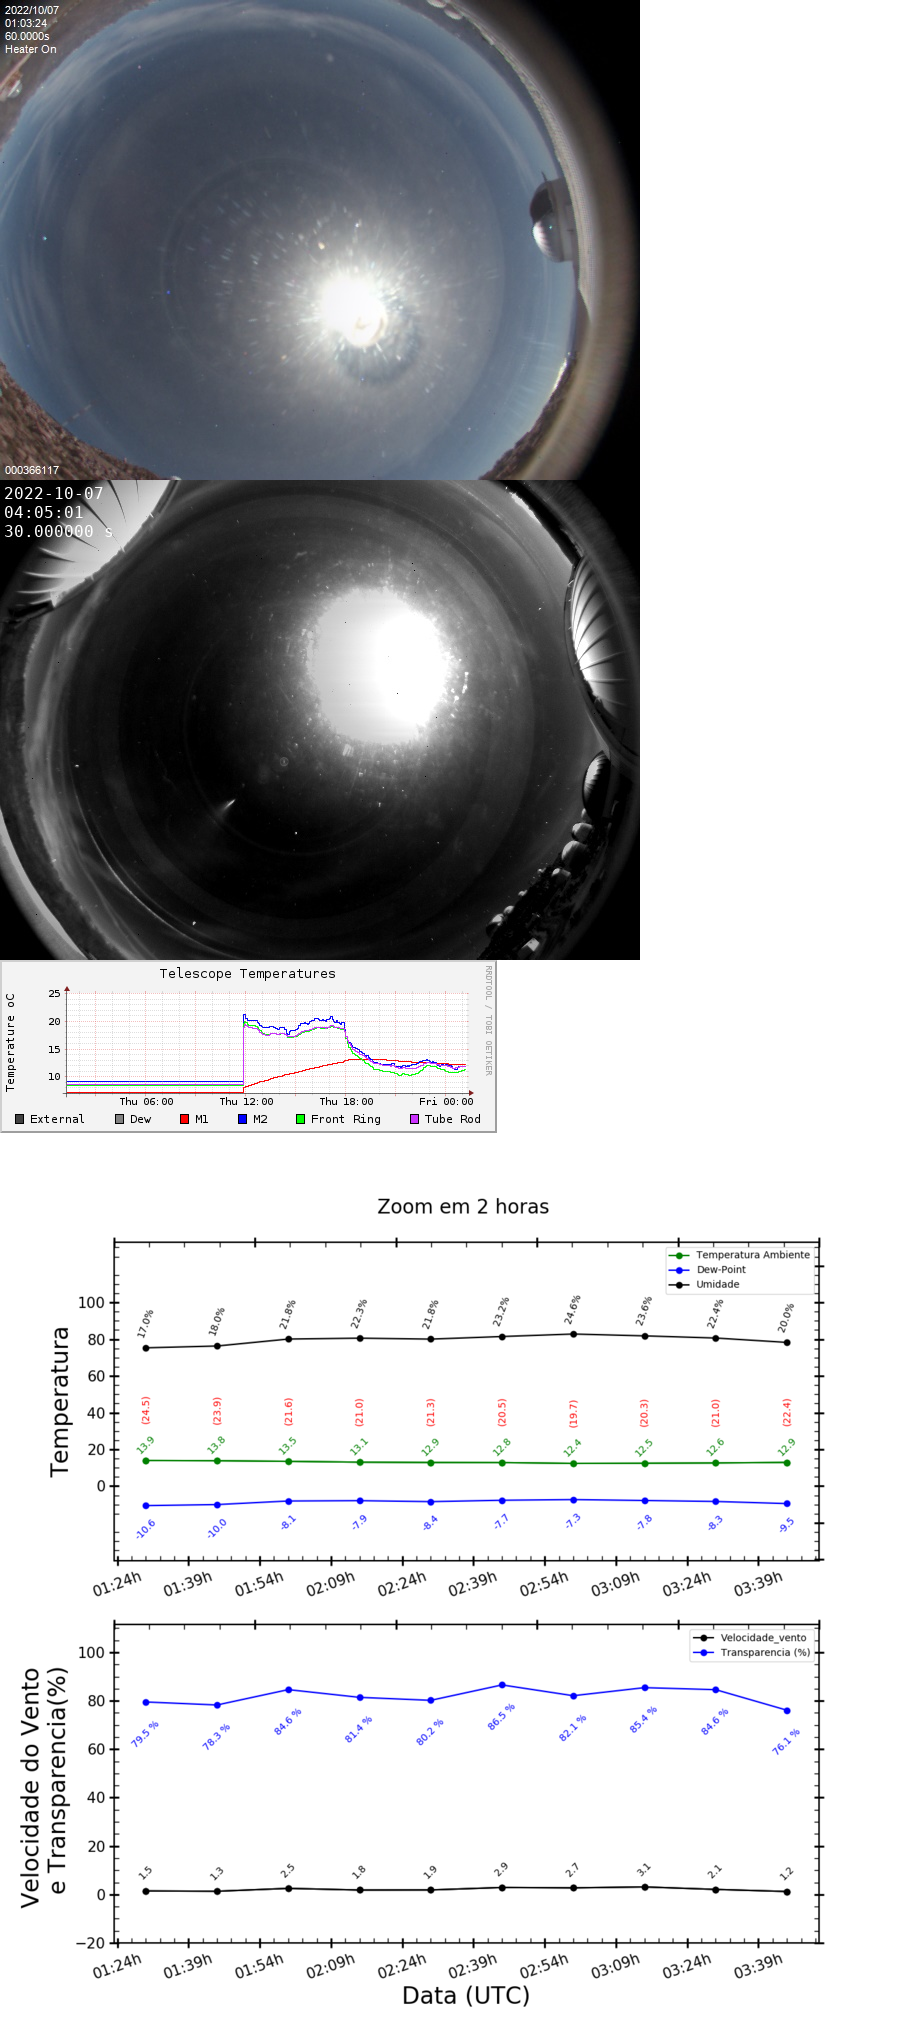 2022/10/07
01:03:24
60.0000s
Heater On
000366117
2022-10-07
04:05:01
30.000000 s
Telescope Temperatures
RRDTOOL / TOBI OETIKER
Temperature oC
25
20
15
10
Thu 06:00 Thu 12:00 Thu 18:00 Fri 00:00
External Dew M1 M2 Front Ring Tube Rod
Zoom em 2 horas
Temperatura Ambiente
Dew-Point
Umidade
Temperatura
100
80
60
40
20
0
17.0% 18.0% 21.8% 22.3% 21.8% 23.2% 24.6% 23.6% 22.4% 20.0%
(24.5) (23.9) (21.6) (21.0) (21.3) (20.5) (19.7) (20.3) (21.0) (22.4)
13.9 13.8 13.5 13.1 12.9 12.8 12.4 12.5 12.6 12.9
-10.6 -10.0 -8.1 -7.9 -8.4 -7.7 -7.3 -7.8 -8.3 -9.5
01:24h 01:39h 01:54h 02:09h 02:24h 02:39h 02:54h 03:09h 03:24h 03:39h
Velocidade_vento
Transparencia (%)
Velocidade do Vento
e Transparencia(%)
100
80
60
40
20
0
−20
79.5 % 78.3 % 84.6 % 81.4 % 80.2 % 86.5 % 82.1 % 85.4 % 84.6 % 76.1 %
1.5 1.3 2.5 1.8 1.9 2.9 2.7 3.1 2.1 1.2
01:24h 01:39h 01:54h 02:09h 02:24h 02:39h 02:54h 03:09h 03:24h 03:39h
Data (UTC)